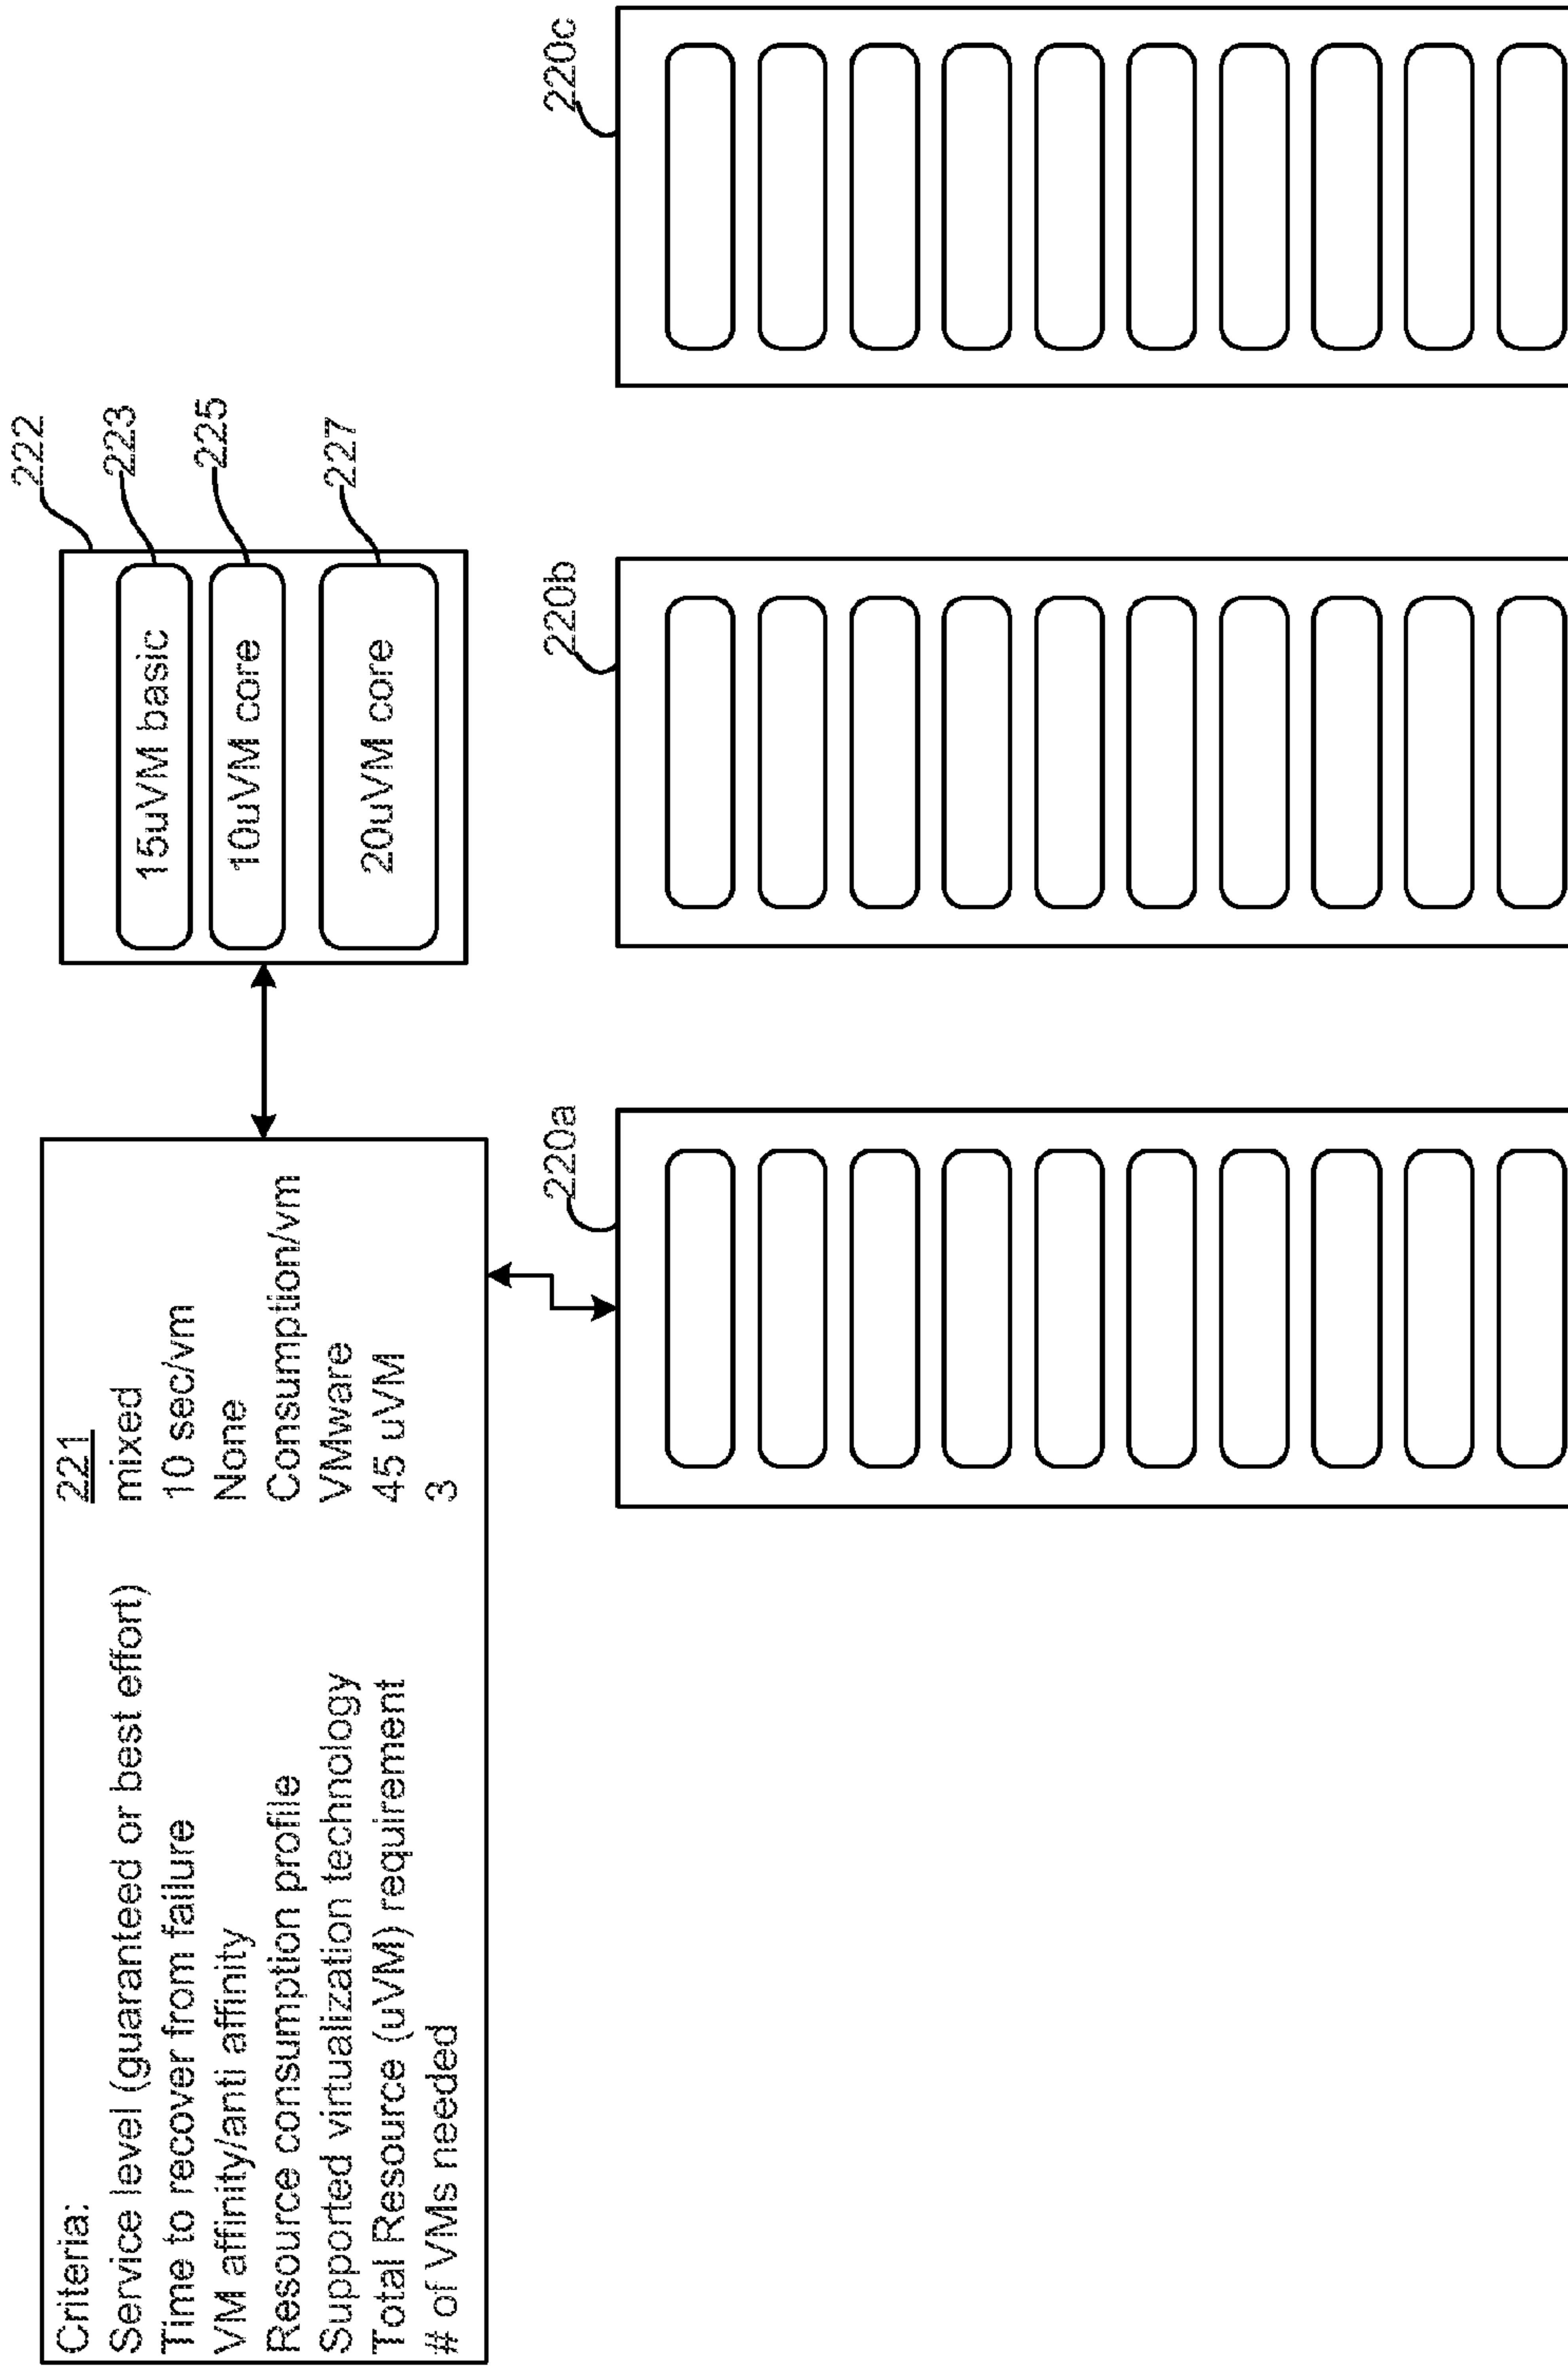 Criteria: 221
Service level (guaranteed or best effort) mixed
Time to recover from failure 10 sec/vm
VM affinity/anti affinity None
Resource consumption profile Consumption/vm
Supported virtualization technology VMware
Total Resource (uVM) requirement 45 uVM
# of VMs needed 3
222
223
225
227
15uVM basic
10uVM core
20uVM core
220a
220b
220c